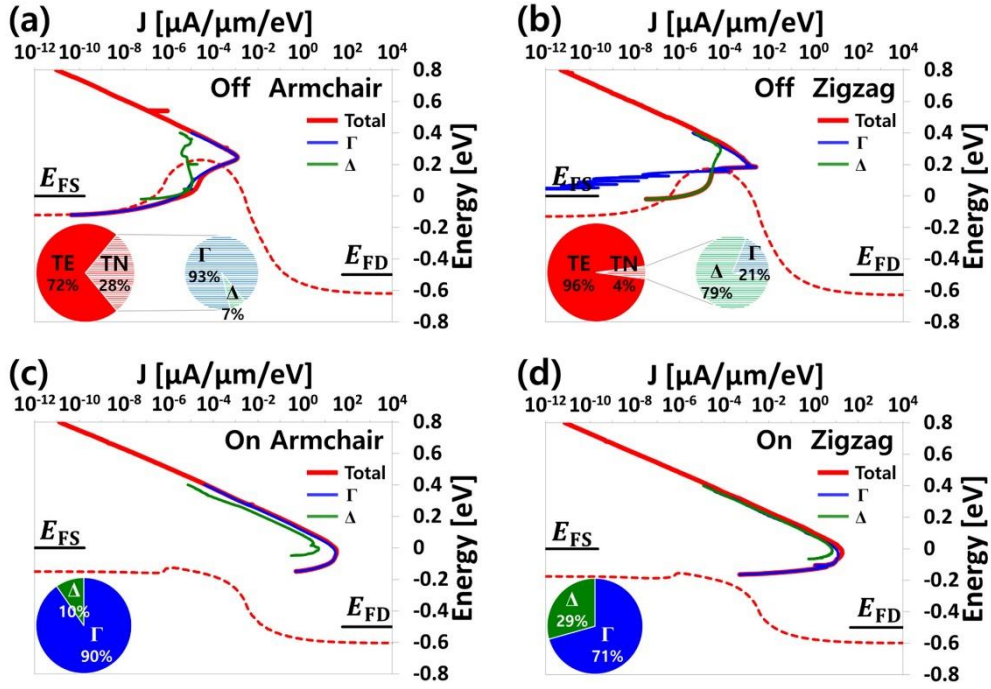 (a)
J [μA/μm/eV]
10-12 10-10 10-6 10-4 10-2 100 102 104
Off Armchair
Total
Γ
Δ
EFS
EFD
TE
72%
TN
28%
Γ
93%
Δ
7%
0.8
0.6
0.4
0.2
0
-0.2
-0.4
-0.6
-0.8
Energy [eV]
(b)
J [μA/μm/eV]
10-12 10-10 10-6 10-4 10-2 100 102 104
Off Zigzag
Total
Γ
Δ
EFS
EFD
TE
96%
TN
4%
Δ
79%
Γ
21%
0.8
0.6
0.4
0.2
0
-0.2
-0.4
-0.6
-0.8
Energy [eV]
(c)
J [μA/μm/eV]
10-12 10-10 10-6 10-4 10-2 100 102 104
On Armchair
Total
Γ
Δ
EFS
EFD
Δ
10%
Γ
90%
0.8
0.6
0.4
0.2
0
-0.2
-0.4
-0.6
-0.8
Energy [eV]
(d)
J [μA/μm/eV]
10-12 10-10 10-6 10-4 10-2 100 102 104
On Zigzag
Total
Γ
Δ
EFS
EFD
Δ
29%
Γ
71%
0.8
0.6
0.4
0.2
0
-0.2
-0.4
-0.6
-0.8
Energy [eV]